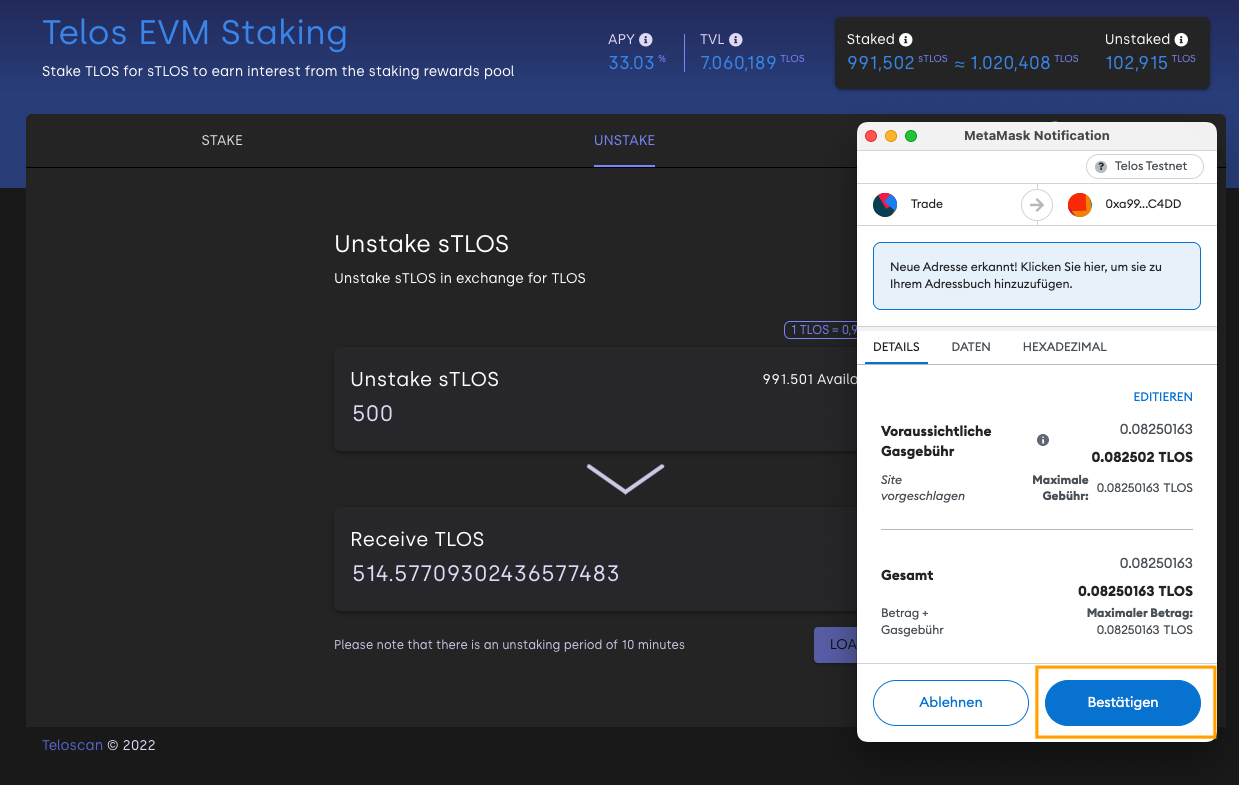 Telos EVM Staking
Stake TLOS for sTLOS to earn interest from the staking rewards pool
APY
33.03 %
TVL
7.060,189 TLOS
Staked
991,502 sTLOS ≈ 1.020,408 TLOS
Unstaked
102,915 TLOS
STAKE
UNSTAKE
Unstake sTLOS
Unstake sTLOS in exchange for TLOS
1 TLOS = 0,9
Unstake sTLOS
991.501 Availa
500
Receive TLOS
514.57709302436577483
Please note that there is an unstaking period of 10 minutes
LOA
Teloscan © 2022
MetaMask Notification
Telos Testnet
Trade
0xa99...C4DD
Neue Adresse erkannt! Klicken Sie hier, um sie zu
Ihrem Adressbuch hinzuzufügen.
DETAILS
DATEN
HEXADEZIMAL
EDITIEREN
Voraussichtliche
Gasgebühr
0.08250163
0.082502 TLOS
Site
vorgeschlagen
Maximale
Gebühr:
0.08250163 TLOS
Gesamt
0.08250163
0.08250163 TLOS
Betrag +
Gasgebühr
Maximaler Betrag:
0.08250163 TLOS
Ablehnen
Bestätigen